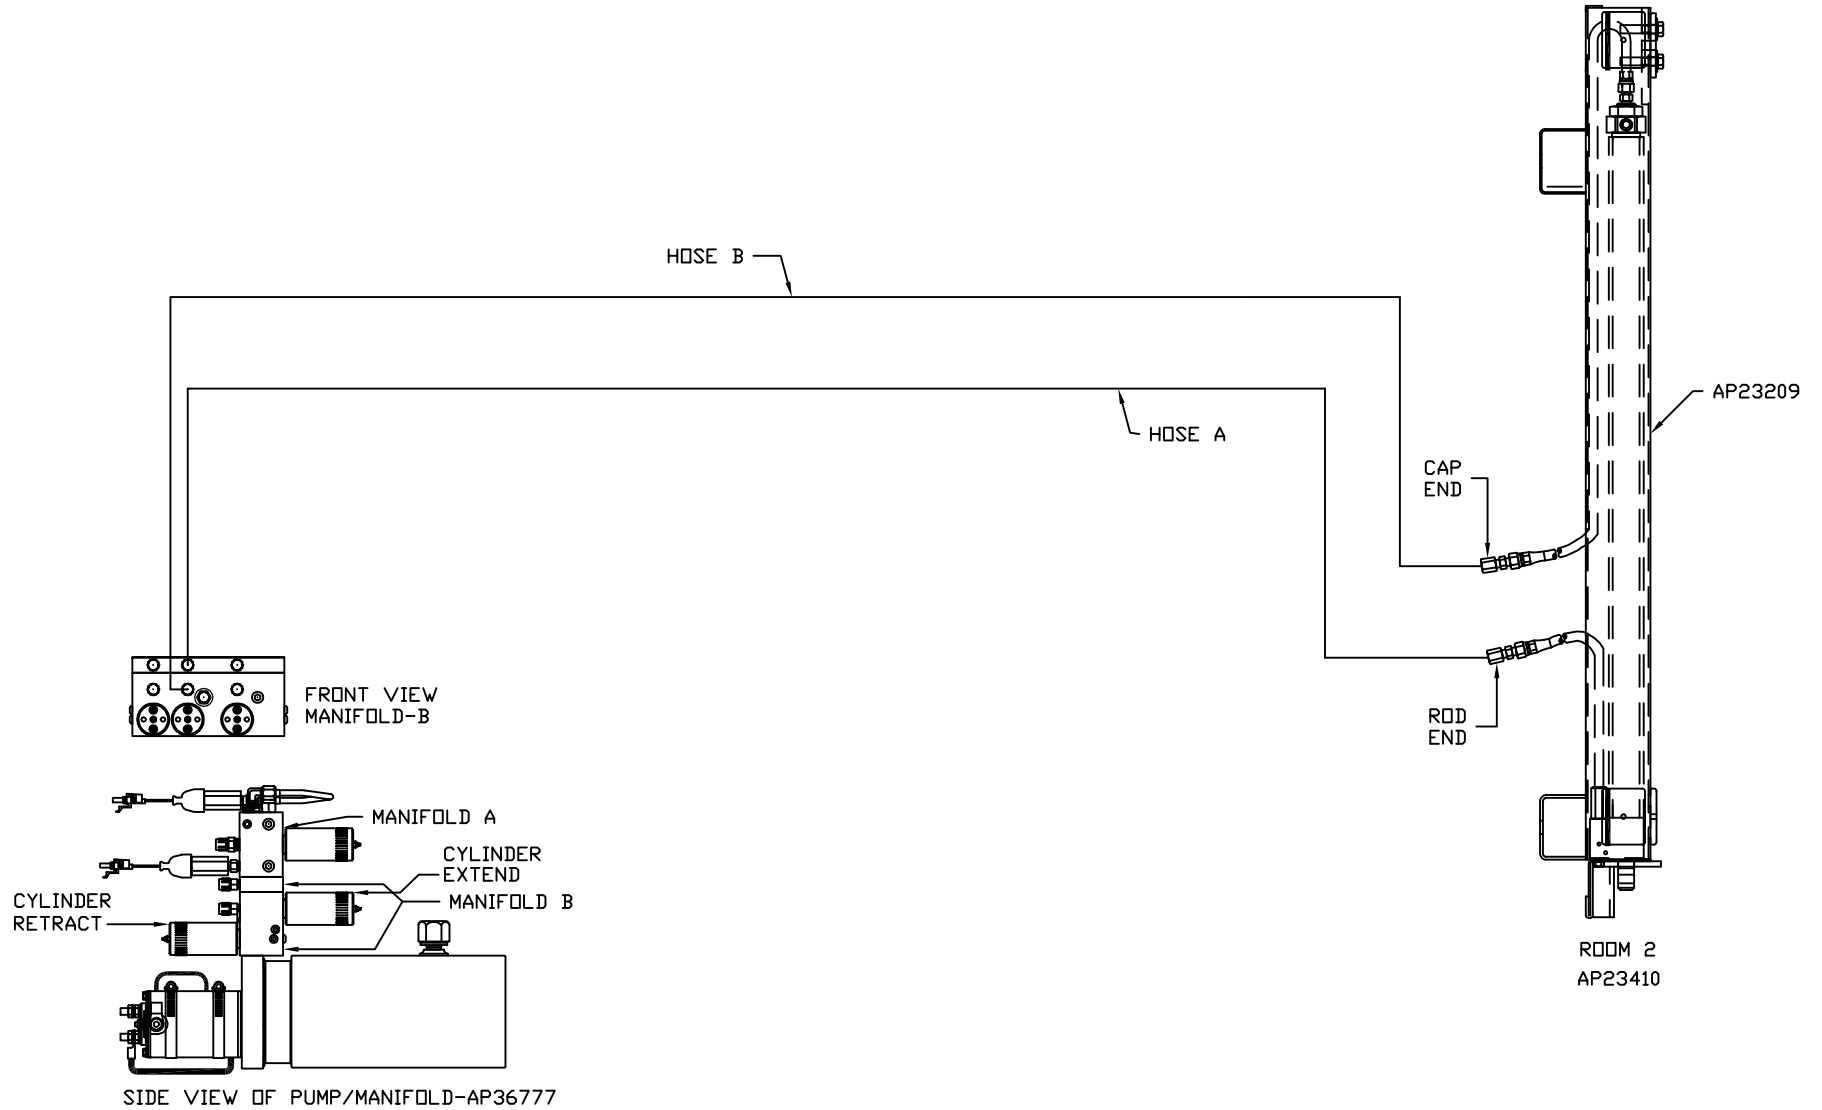 HOSE B
AP23209
HOSE A
CAP
END
ROD
END
FRONT VIEW
MANIFOLD-B
MANIFOLD A
CYLINDER
EXTEND
CYLINDER
RETRACT
MANIFOLD B
ROOM 2
AP23410
SIDE VIEW OF PUMP/MANIFOLD-AP36777